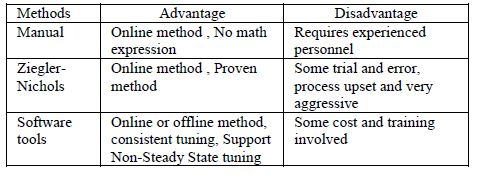 Methods Advantage Disadvantage
Manual Online method , No math Requires experienced
expression personnel
Ziegler- Online method , Proven Some trial and error,
Nichols method process upset and very
aggressive
Software Online or offline method, Some cost and training
tools consistent tuning, Support involved
Non-Steady State tuning